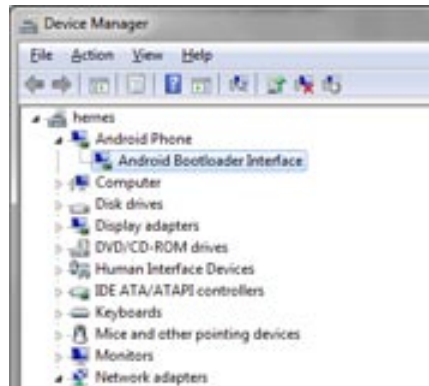 Device Manager
File Action View Help
hemes
Android Phone
Android Bootloader Interface
Computer
Disk drives
Display adapters
DVD/CD-ROM drives
Human Interface Devices
IDE ATA/ATAPI controllers
Keyboards
Mice and other pointing devices
Monitors
Network adapters